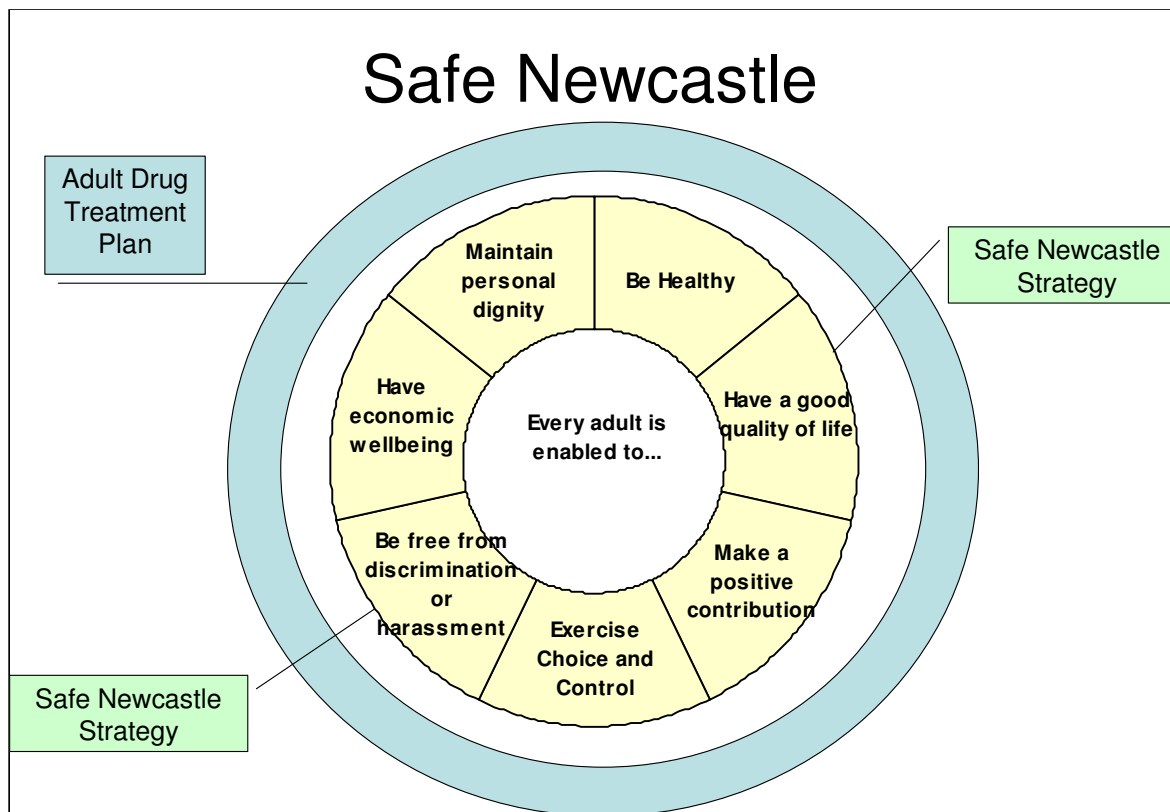 Safe Newcastle
Adult Drug
Treatment
Plan
Safe Newcastle
Strategy
Maintain
personal
dignity
Be Healthy
Have
economic
wellbeing
Every adult is
enabled to...
Have a good
quality of life
Be free from
discrimination
or
harassment
Make a
positive
contribution
Exercise
Choice and
Control
Safe Newcastle
Strategy